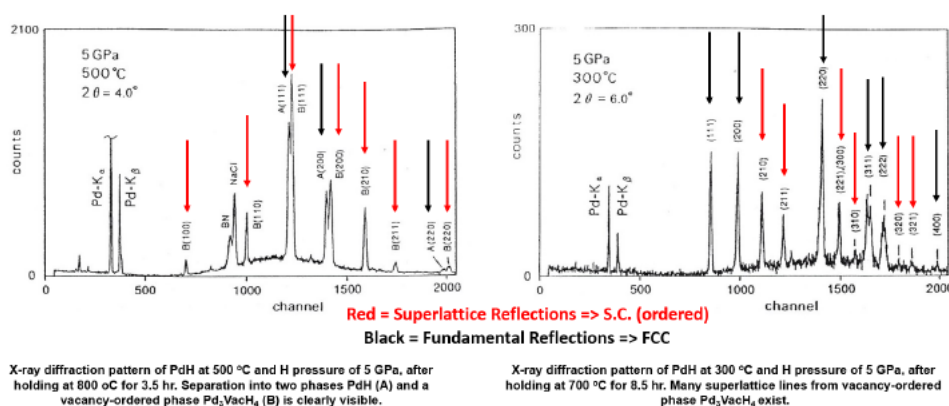 2100
5 GPa
500°C
2θ = 4.0°
counts
Pd-Kα
Pd-Kβ
B(100)
BN
NaCl
B(110)
A(111)
B(111)
A(200)
B(200)
B(210)
B(211)
A(220)
B(220)
0
0
500
1000
1500
2000
channel
300
5 GPa
300°C
2θ = 6.0°
counts
Pd-Kα
Pd-Kβ
(111)
(200)
(210)
(211)
(220)
(221),(300)
(310)
(311)
(222)
(320)
(321)
(400)
0
0
500
1000
1500
2000
channel
Red = Superlattice Reflections => S.C. (ordered)
Black = Fundamental Reflections => FCC
X-ray diffraction pattern of PdH at 500 ºC and H pressure of 5 GPa, after
holding at 800 oC for 3.5 hr. Separation into two phases PdH (A) and a
vacancy-ordered phase Pd₃VacH₄ (B) is clearly visible.
X-ray diffraction pattern of PdH at 300 ºC and H pressure of 5 GPa, after
holding at 700 ºC for 8.5 hr. Many superlattice lines from vacancy-ordered
phase Pd₃VacH₄ exist.